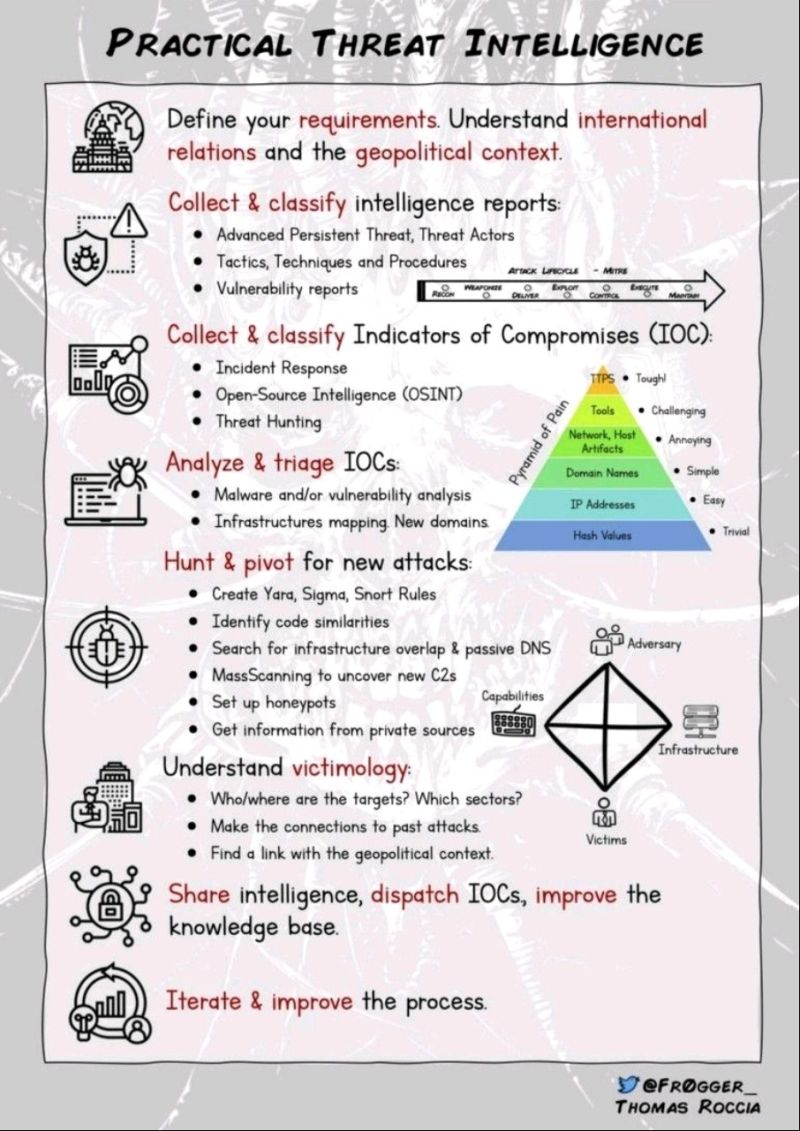 PRACTICAL THREAT INTELLIGENCE
Define your requirements. Understand international
relations and the geopolitical context.
Collect & classify intelligence reports:
• Advanced Persistent Threat, Threat Actors
• Tactics, Techniques and Procedures
• Vulnerability reports
ATTACK LIFECYCLE - MITRE
RECON WEAPONIZE DELIVER EXPLOIT CONTROL EXECUTE MAINTAIN
Collect & classify Indicators of Compromises (IOC):
• Incident Response
• Open-Source Intelligence (OSINT)
• Threat Hunting
Pyramid of Pain
TTPS • Tough!
Tools • Challenging
Network, Host
Artifacts • Annoying
Domain Names • Simple
IP Addresses • Easy
Hash Values • Trivial
Analyze & triage IOCs:
• Malware and/or vulnerability analysis
• Infrastructures mapping. New domains.
Hunt & pivot for new attacks:
• Create Yara, Sigma, Snort Rules
• Identify code similarities
• Search for infrastructure overlap & passive DNS
• MassScanning to uncover new C2s
• Set up honeypots
• Get information from private sources
Adversary
Capabilities
Infrastructure
Victims
Understand victimology:
• Who/where are the targets? Which sectors?
• Make the connections to past attacks.
• Find a link with the geopolitical context.
Share intelligence, dispatch IOCs, improve the
knowledge base.
Iterate & improve the process.
@FR0GGER_
THOMAS ROCCIA